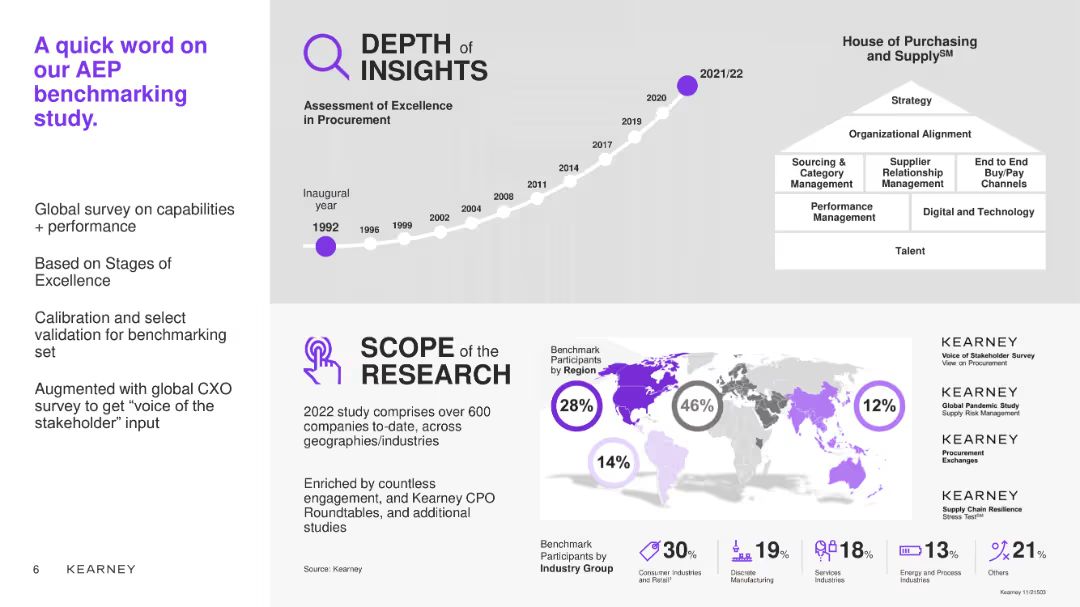 A quick word on
our AEP
benchmarking
study.
Global survey on capabilities
+ performance
Based on Stages of
Excellence
Calibration and select
validation for benchmarking
set
Augmented with global CXO
survey to get “voice of the
stakeholder” input
6 KEARNEY
DEPTH of
INSIGHTS
Assessment of Excellence
in Procurement
Inaugural
year
1992
1996
1999
2002
2004
2008
2011
2014
2017
2019
2020
2021/22
House of Purchasing
and Supply℠
Strategy
Organizational Alignment
Sourcing &
Category
Management
Supplier
Relationship
Management
End to End
Buy/Pay
Channels
Performance
Management
Digital and Technology
Talent
SCOPE of the
RESEARCH
2022 study comprises over 600
companies to-date, across
geographies/industries
Enriched by countless
engagement, and Kearney CPO
Roundtables, and additional
studies
Source: Kearney
Benchmark
Participants
by Region
28%
46%
12%
14%
KEARNEY
Voice of Stakeholder Survey
View on Procurement
KEARNEY
Global Pandemic Study
Supply Risk Management
KEARNEY
Procurement
Exchanges
KEARNEY
Supply Chain Resilience
Stress Test℠
Benchmark
Participants by
Industry Group
30%
Consumer Industries
and Retail¹
19%
Discrete
Manufacturing
18%
Services
Industries
13%
Energy and Process
Industries
21%
Others
Kearney 11/21503